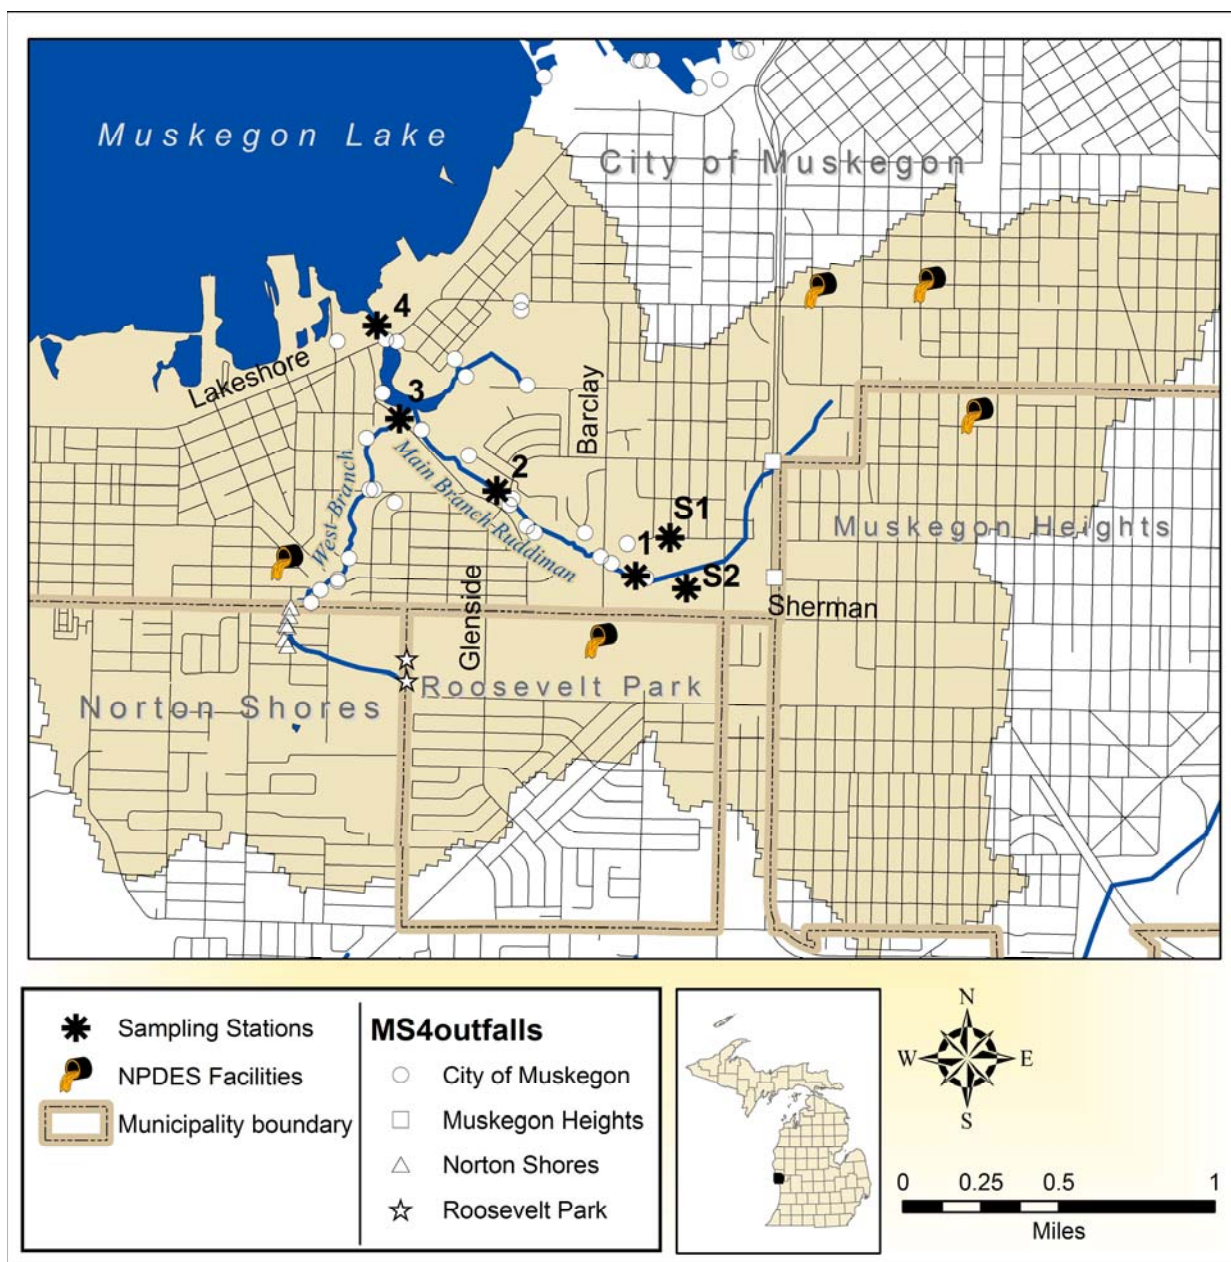 Muskegon Lake
City of Muskegon
4
Lakeshore
3
Barclay
Main Branch-Ruddiman
2
West Branch
S1
Muskegon Heights
1
S2
Sherman
Glenside
Roosevelt Park
Norton Shores
Sampling Stations
NPDES Facilities
Municipality boundary
MS4outfalls
City of Muskegon
Muskegon Heights
Norton Shores
Roosevelt Park
N
W E
S
0 0.25 0.5 1
Miles